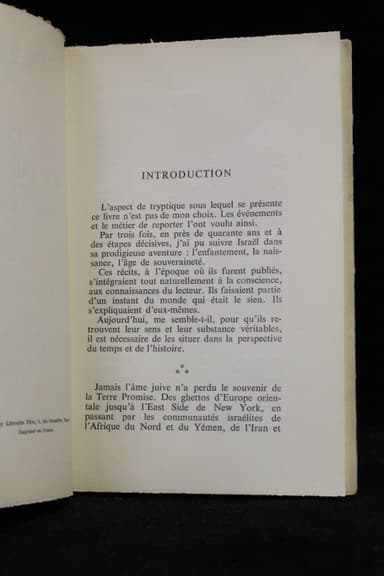 INTRODUCTION
L'aspect de tryptique sous lequel se présente
ce livre n'est pas de mon choix. Les événements
et le métier de reporter l'ont voulu ainsi.
Par trois fois, en près de quarante ans et à
des étapes décisives, j'ai pu suivre Israël dans
sa prodigieuse aventure : l'enfantement, la nais-
sance, l'âge de souveraineté.
Ces récits, à l'époque où ils furent publiés,
s'intégraient tout naturellement à la conscience,
aux connaissances du lecteur. Ils faisaient partie
d'un instant du monde qui était le sien. Ils
s'expliquaient d'eux-mêmes.
Aujourd'hui, me semble-t-il, pour qu'ils re-
trouvent leur sens et leur substance véritables,
il est nécessaire de les situer dans la perspective
du temps et de l'histoire.
Jamais l'âme juive n'a perdu le souvenir de
la Terre Promise. Des ghettos d'Europe orien-
tale jusqu'à l'East Side de New York, en
passant par les communautés israélites de
l'Afrique du Nord et du Yémen, de l'Iran et
by Librairie
Imprimé en France.